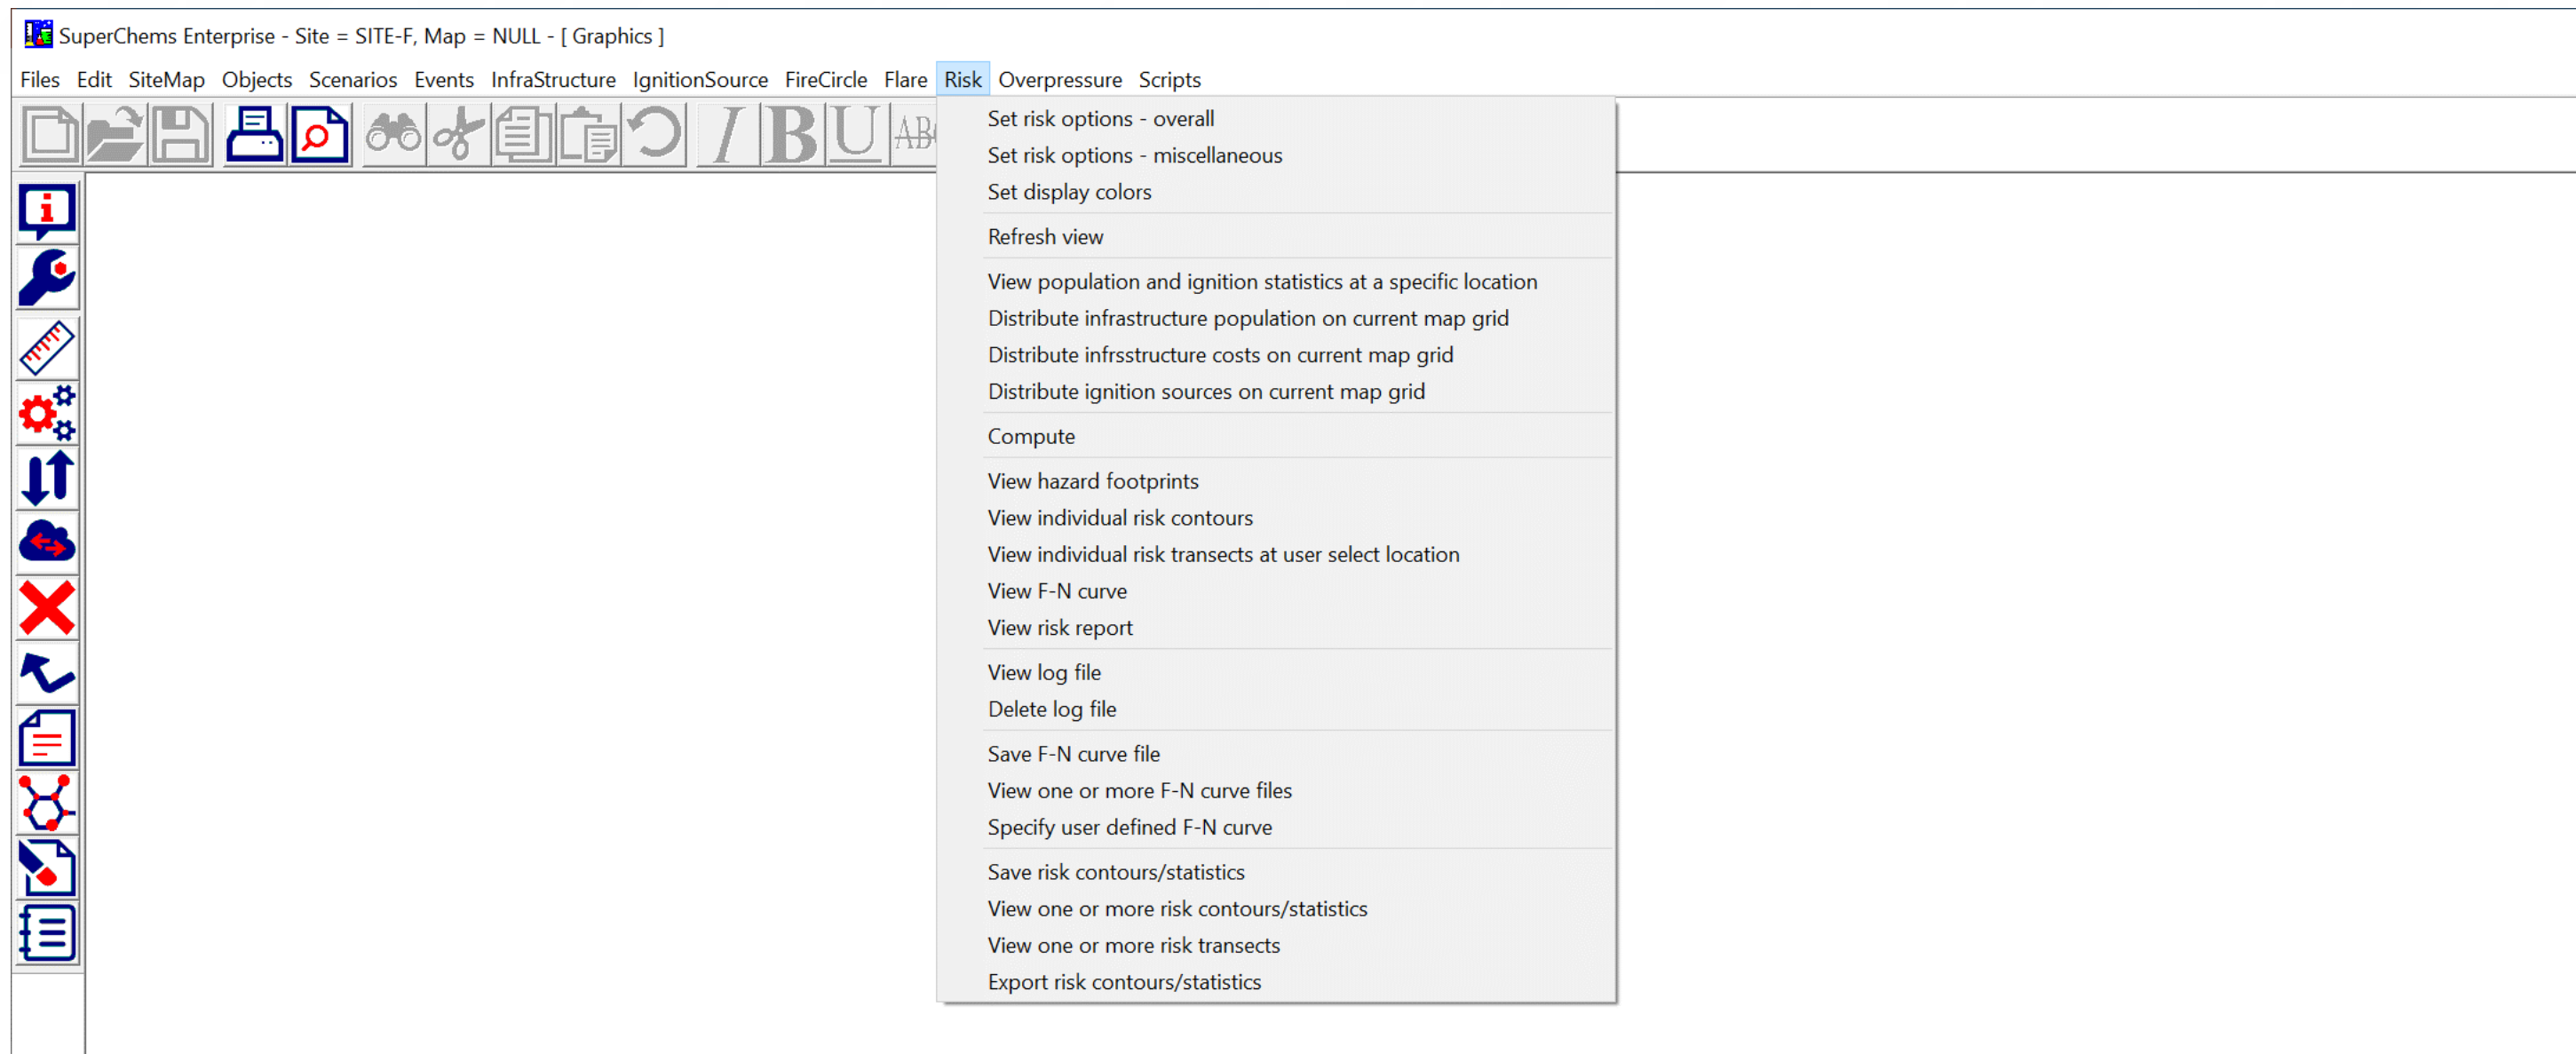 SuperChems Enterprise - Site = SITE-F, Map = NULL - [ Graphics ]
Files Edit SiteMap Objects Scenarios Events InfraStructure IgnitionSource FireCircle Flare Risk Overpressure Scripts
I B U AB
Set risk options - overall
Set risk options - miscellaneous
Set display colors
Refresh view
View population and ignition statistics at a specific location
Distribute infrastructure population on current map grid
Distribute infrsstructure costs on current map grid
Distribute ignition sources on current map grid
Compute
View hazard footprints
View individual risk contours
View individual risk transects at user select location
View F-N curve
View risk report
View log file
Delete log file
Save F-N curve file
View one or more F-N curve files
Specify user defined F-N curve
Save risk contours/statistics
View one or more risk contours/statistics
View one or more risk transects
Export risk contours/statistics